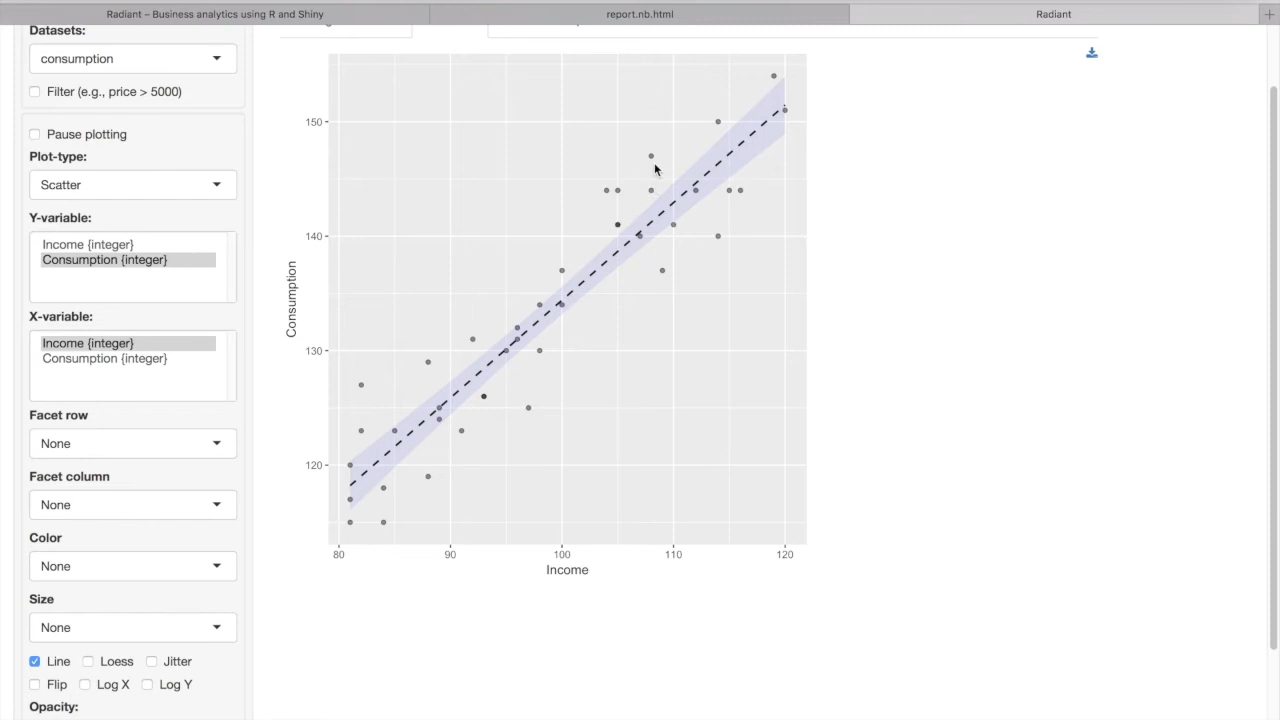 Radiant – Business analytics using R and Shiny
report.nb.html
Radiant
+
Datasets:
consumption
Filter (e.g., price > 5000)
Pause plotting
Plot-type:
Scatter
Y-variable:
Income {integer}
Consumption {integer}
X-variable:
Income {integer}
Consumption {integer}
Facet row
None
Facet column
None
Color
None
Size
None
Line Loess Jitter
Flip Log X Log Y
Opacity:
Consumption
150
140
130
120
80 90 100 110 120
Income